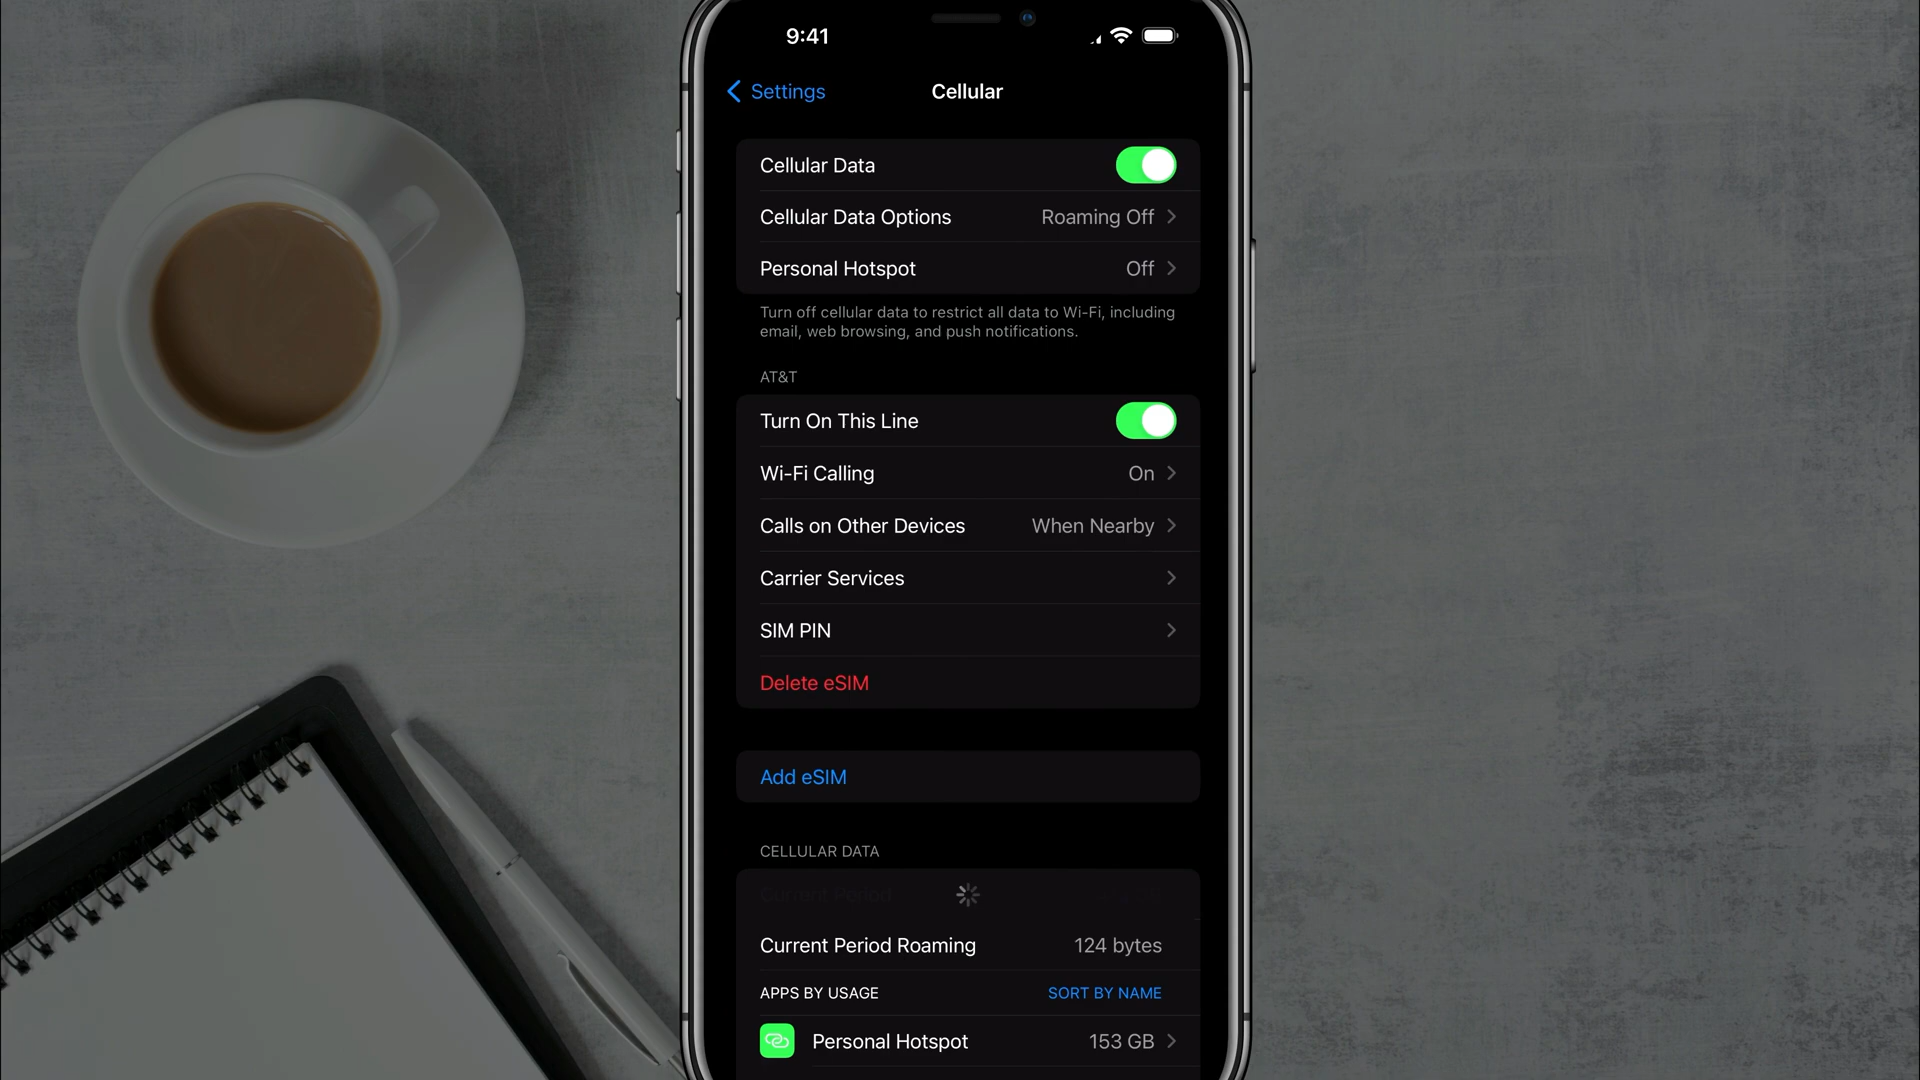 9:41
Settings
Cellular
Cellular Data
Cellular Data Options Roaming Off
Personal Hotspot Off
Turn off cellular data to restrict all data to Wi-Fi, including
email, web browsing, and push notifications.
AT&T
Turn On This Line
Wi-Fi Calling On
Calls on Other Devices When Nearby
Carrier Services
SIM PIN
Delete eSIM
Add eSIM
CELLULAR DATA
Current Period
Current Period Roaming 124 bytes
APPS BY USAGE SORT BY NAME
Personal Hotspot 153 GB